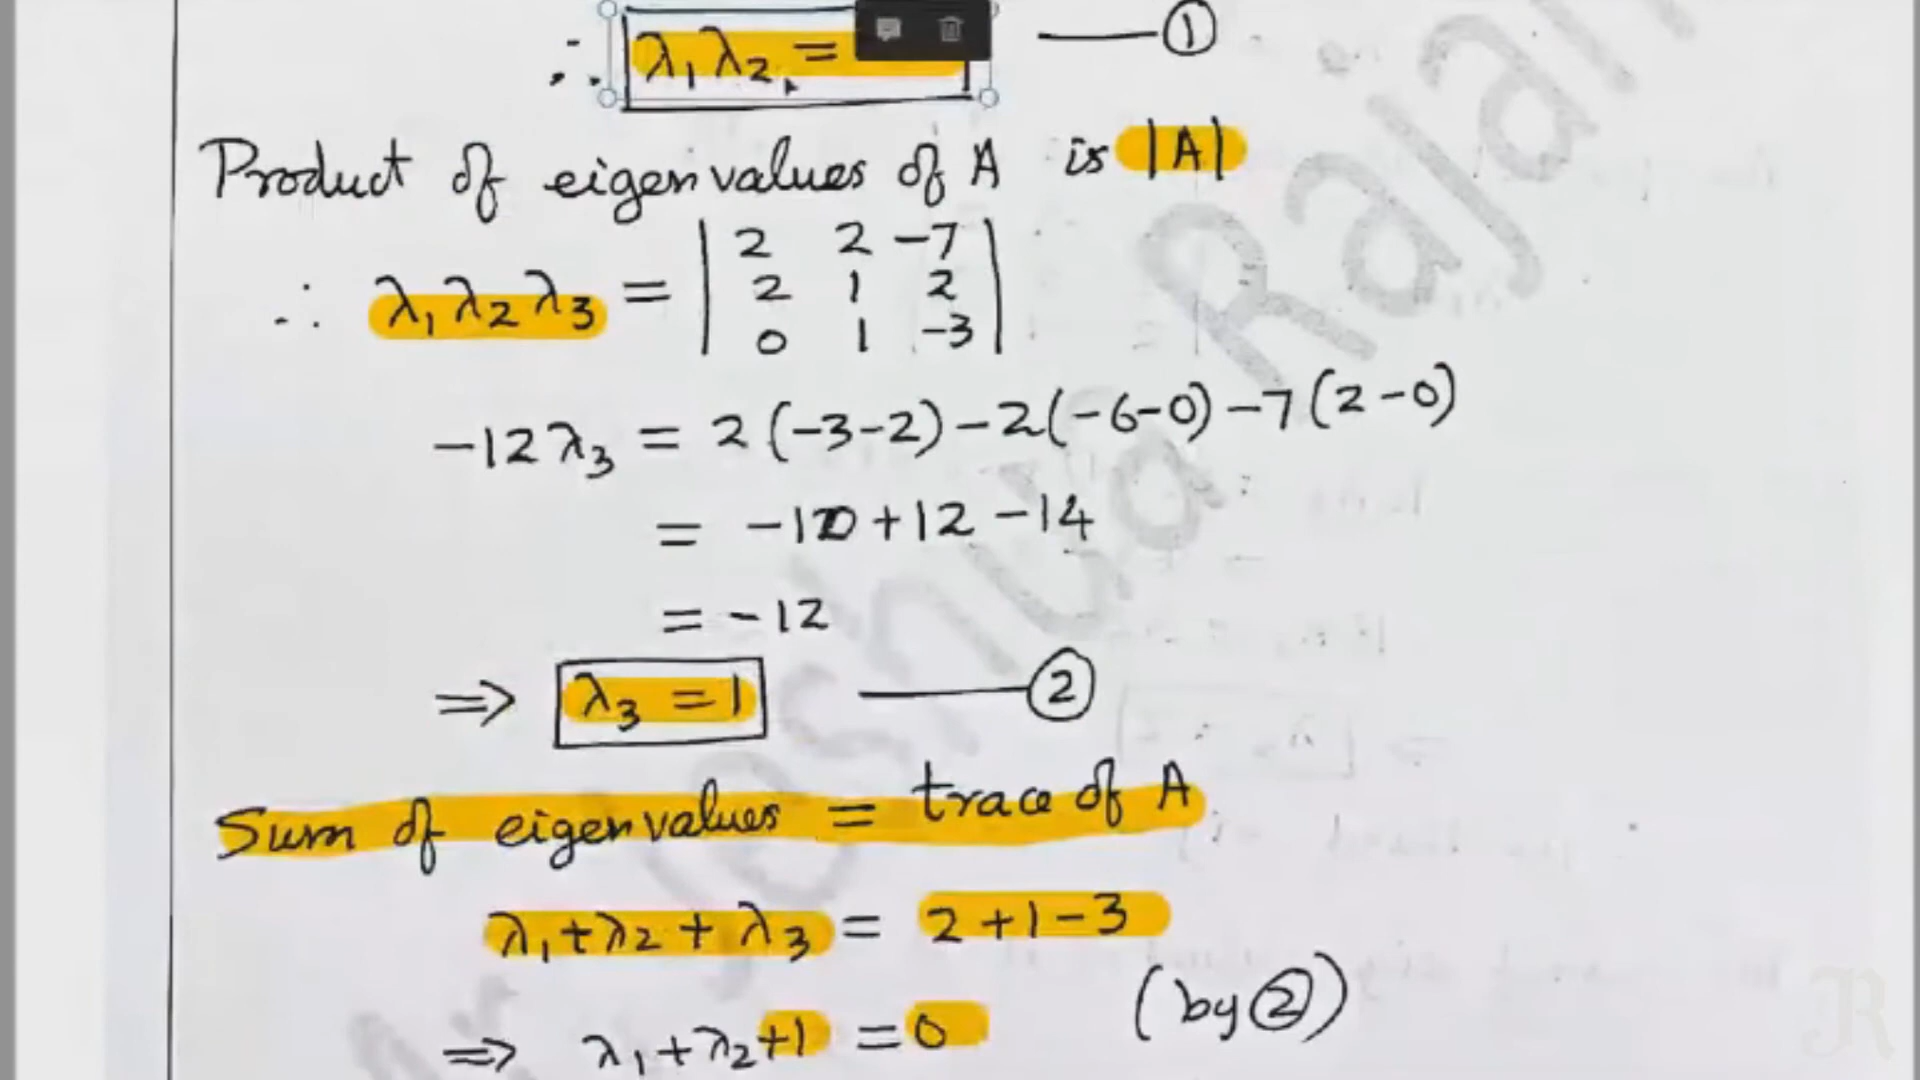 ∴ λ₁λ₂ = ——— ①
Product of eigenvalues of A is |A|
∴ λ₁λ₂λ₃ = | 2 2 -7 |
| 2 1 2 |
| 0 1 -3 |
-12λ₃ = 2(-3-2)-2(-6-0)-7(2-0)
= -10+12-14
= -12
⇒ λ₃ = 1 ——— ②
Sum of eigenvalues = trace of A
λ₁+λ₂+λ₃ = 2+1-3
⇒ λ₁+λ₂+1 = 0 (by ②)
JR